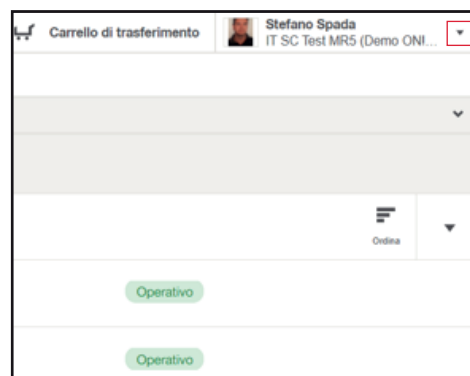 Carrello di trasferimento
Stefano Spada
IT SC Test MR5 (Demo ONI...
Ordina
Operativo
Operativo